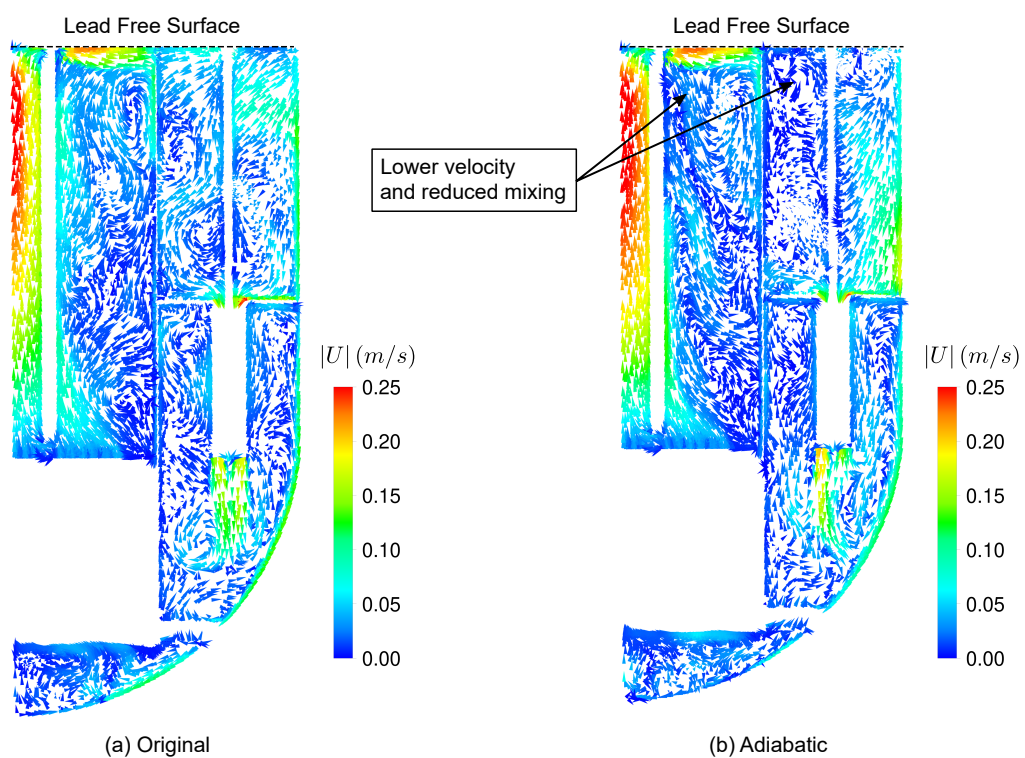 Lead Free Surface
Lead Free Surface
Lower velocity
and reduced mixing
|U| (m/s)
0.25
0.20
0.15
0.10
0.05
0.00
|U| (m/s)
0.25
0.20
0.15
0.10
0.05
0.00
(a) Original
(b) Adiabatic